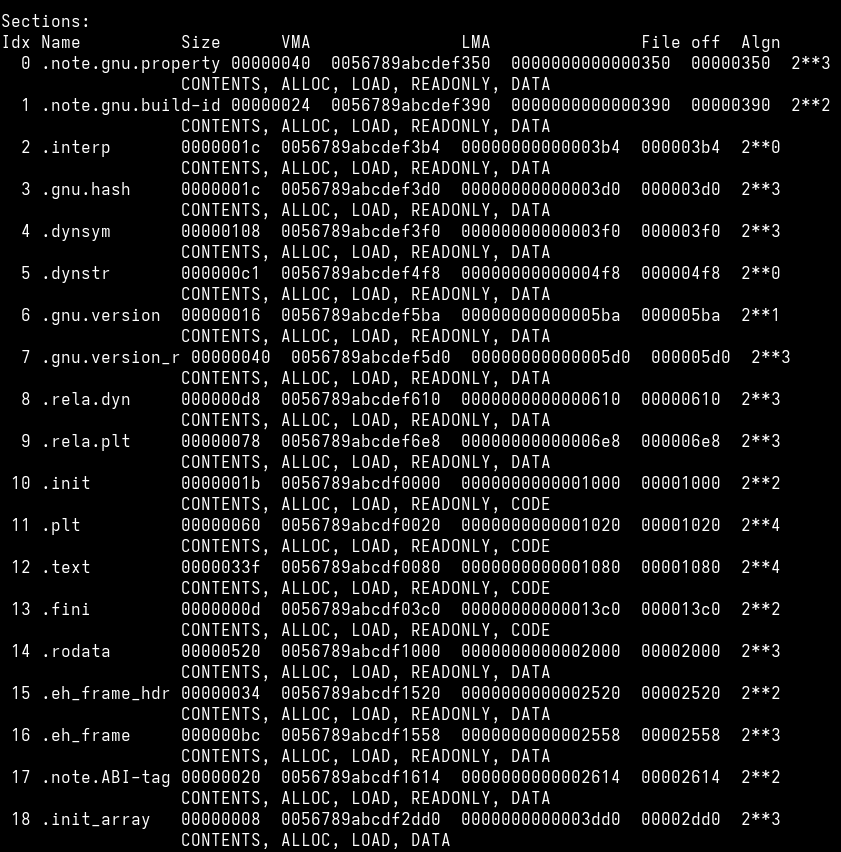 Sections:
Idx Name          Size      VMA               LMA               File off  Algn
  0 .note.gnu.property 00000040  0056789abcdef350  0000000000000350  00000350  2**3
                  CONTENTS, ALLOC, LOAD, READONLY, DATA
  1 .note.gnu.build-id 00000024  0056789abcdef390  0000000000000390  00000390  2**2
                  CONTENTS, ALLOC, LOAD, READONLY, DATA
  2 .interp       0000001c  0056789abcdef3b4  00000000000003b4  000003b4  2**0
                  CONTENTS, ALLOC, LOAD, READONLY, DATA
  3 .gnu.hash     0000001c  0056789abcdef3d0  00000000000003d0  000003d0  2**3
                  CONTENTS, ALLOC, LOAD, READONLY, DATA
  4 .dynsym       00000108  0056789abcdef3f0  00000000000003f0  000003f0  2**3
                  CONTENTS, ALLOC, LOAD, READONLY, DATA
  5 .dynstr       000000c1  0056789abcdef4f8  00000000000004f8  000004f8  2**0
                  CONTENTS, ALLOC, LOAD, READONLY, DATA
  6 .gnu.version  00000016  0056789abcdef5ba  00000000000005ba  000005ba  2**1
                  CONTENTS, ALLOC, LOAD, READONLY, DATA
  7 .gnu.version_r 00000040  0056789abcdef5d0  00000000000005d0  000005d0  2**3
                  CONTENTS, ALLOC, LOAD, READONLY, DATA
  8 .rela.dyn     000000d8  0056789abcdef610  0000000000000610  00000610  2**3
                  CONTENTS, ALLOC, LOAD, READONLY, DATA
  9 .rela.plt     00000078  0056789abcdef6e8  00000000000006e8  000006e8  2**3
                  CONTENTS, ALLOC, LOAD, READONLY, DATA
 10 .init         0000001b  0056789abcdf0000  0000000000001000  00001000  2**2
                  CONTENTS, ALLOC, LOAD, READONLY, CODE
 11 .plt          00000060  0056789abcdf0020  0000000000001020  00001020  2**4
                  CONTENTS, ALLOC, LOAD, READONLY, CODE
 12 .text         0000033f  0056789abcdf0080  0000000000001080  00001080  2**4
                  CONTENTS, ALLOC, LOAD, READONLY, CODE
 13 .fini         0000000d  0056789abcdf03c0  00000000000013c0  000013c0  2**2
                  CONTENTS, ALLOC, LOAD, READONLY, CODE
 14 .rodata       00000520  0056789abcdf1000  0000000000002000  00002000  2**3
                  CONTENTS, ALLOC, LOAD, READONLY, DATA
 15 .eh_frame_hdr 00000034  0056789abcdf1520  0000000000002520  00002520  2**2
                  CONTENTS, ALLOC, LOAD, READONLY, DATA
 16 .eh_frame     000000bc  0056789abcdf1558  0000000000002558  00002558  2**3
                  CONTENTS, ALLOC, LOAD, READONLY, DATA
 17 .note.ABI-tag 00000020  0056789abcdf1614  0000000000002614  00002614  2**2
                  CONTENTS, ALLOC, LOAD, READONLY, DATA
 18 .init_array   00000008  0056789abcdf2dd0  0000000000003dd0  00002dd0  2**3
                  CONTENTS, ALLOC, LOAD, DATA